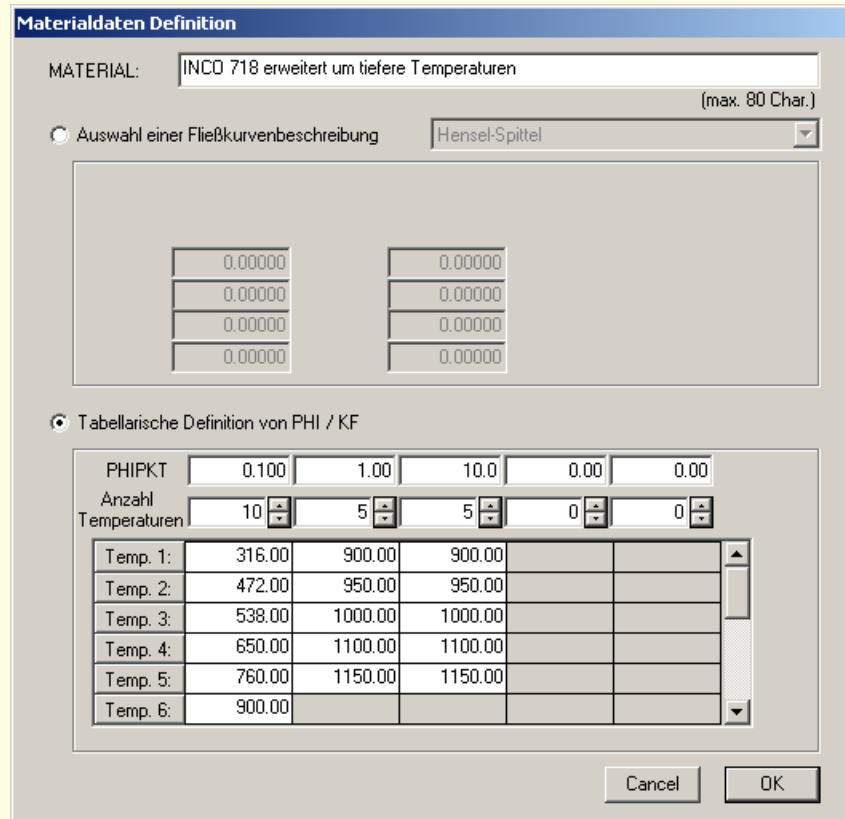 Materialdaten Definition
MATERIAL: INCO 718 erweitert um tiefere Temperaturen
(max. 80 Char.)
Auswahl einer Fließkurvenbeschreibung Hensel-Spittel
0.00000 0.00000
0.00000 0.00000
0.00000 0.00000
0.00000 0.00000
Tabellarische Definition von PHI / KF
PHIPKT 0.100 1.00 10.0 0.00 0.00
Anzahl
Temperaturen 10 5 5 0 0
Temp. 1: 316.00 900.00 900.00
Temp. 2: 472.00 950.00 950.00
Temp. 3: 538.00 1000.00 1000.00
Temp. 4: 650.00 1100.00 1100.00
Temp. 5: 760.00 1150.00 1150.00
Temp. 6: 900.00
Cancel OK